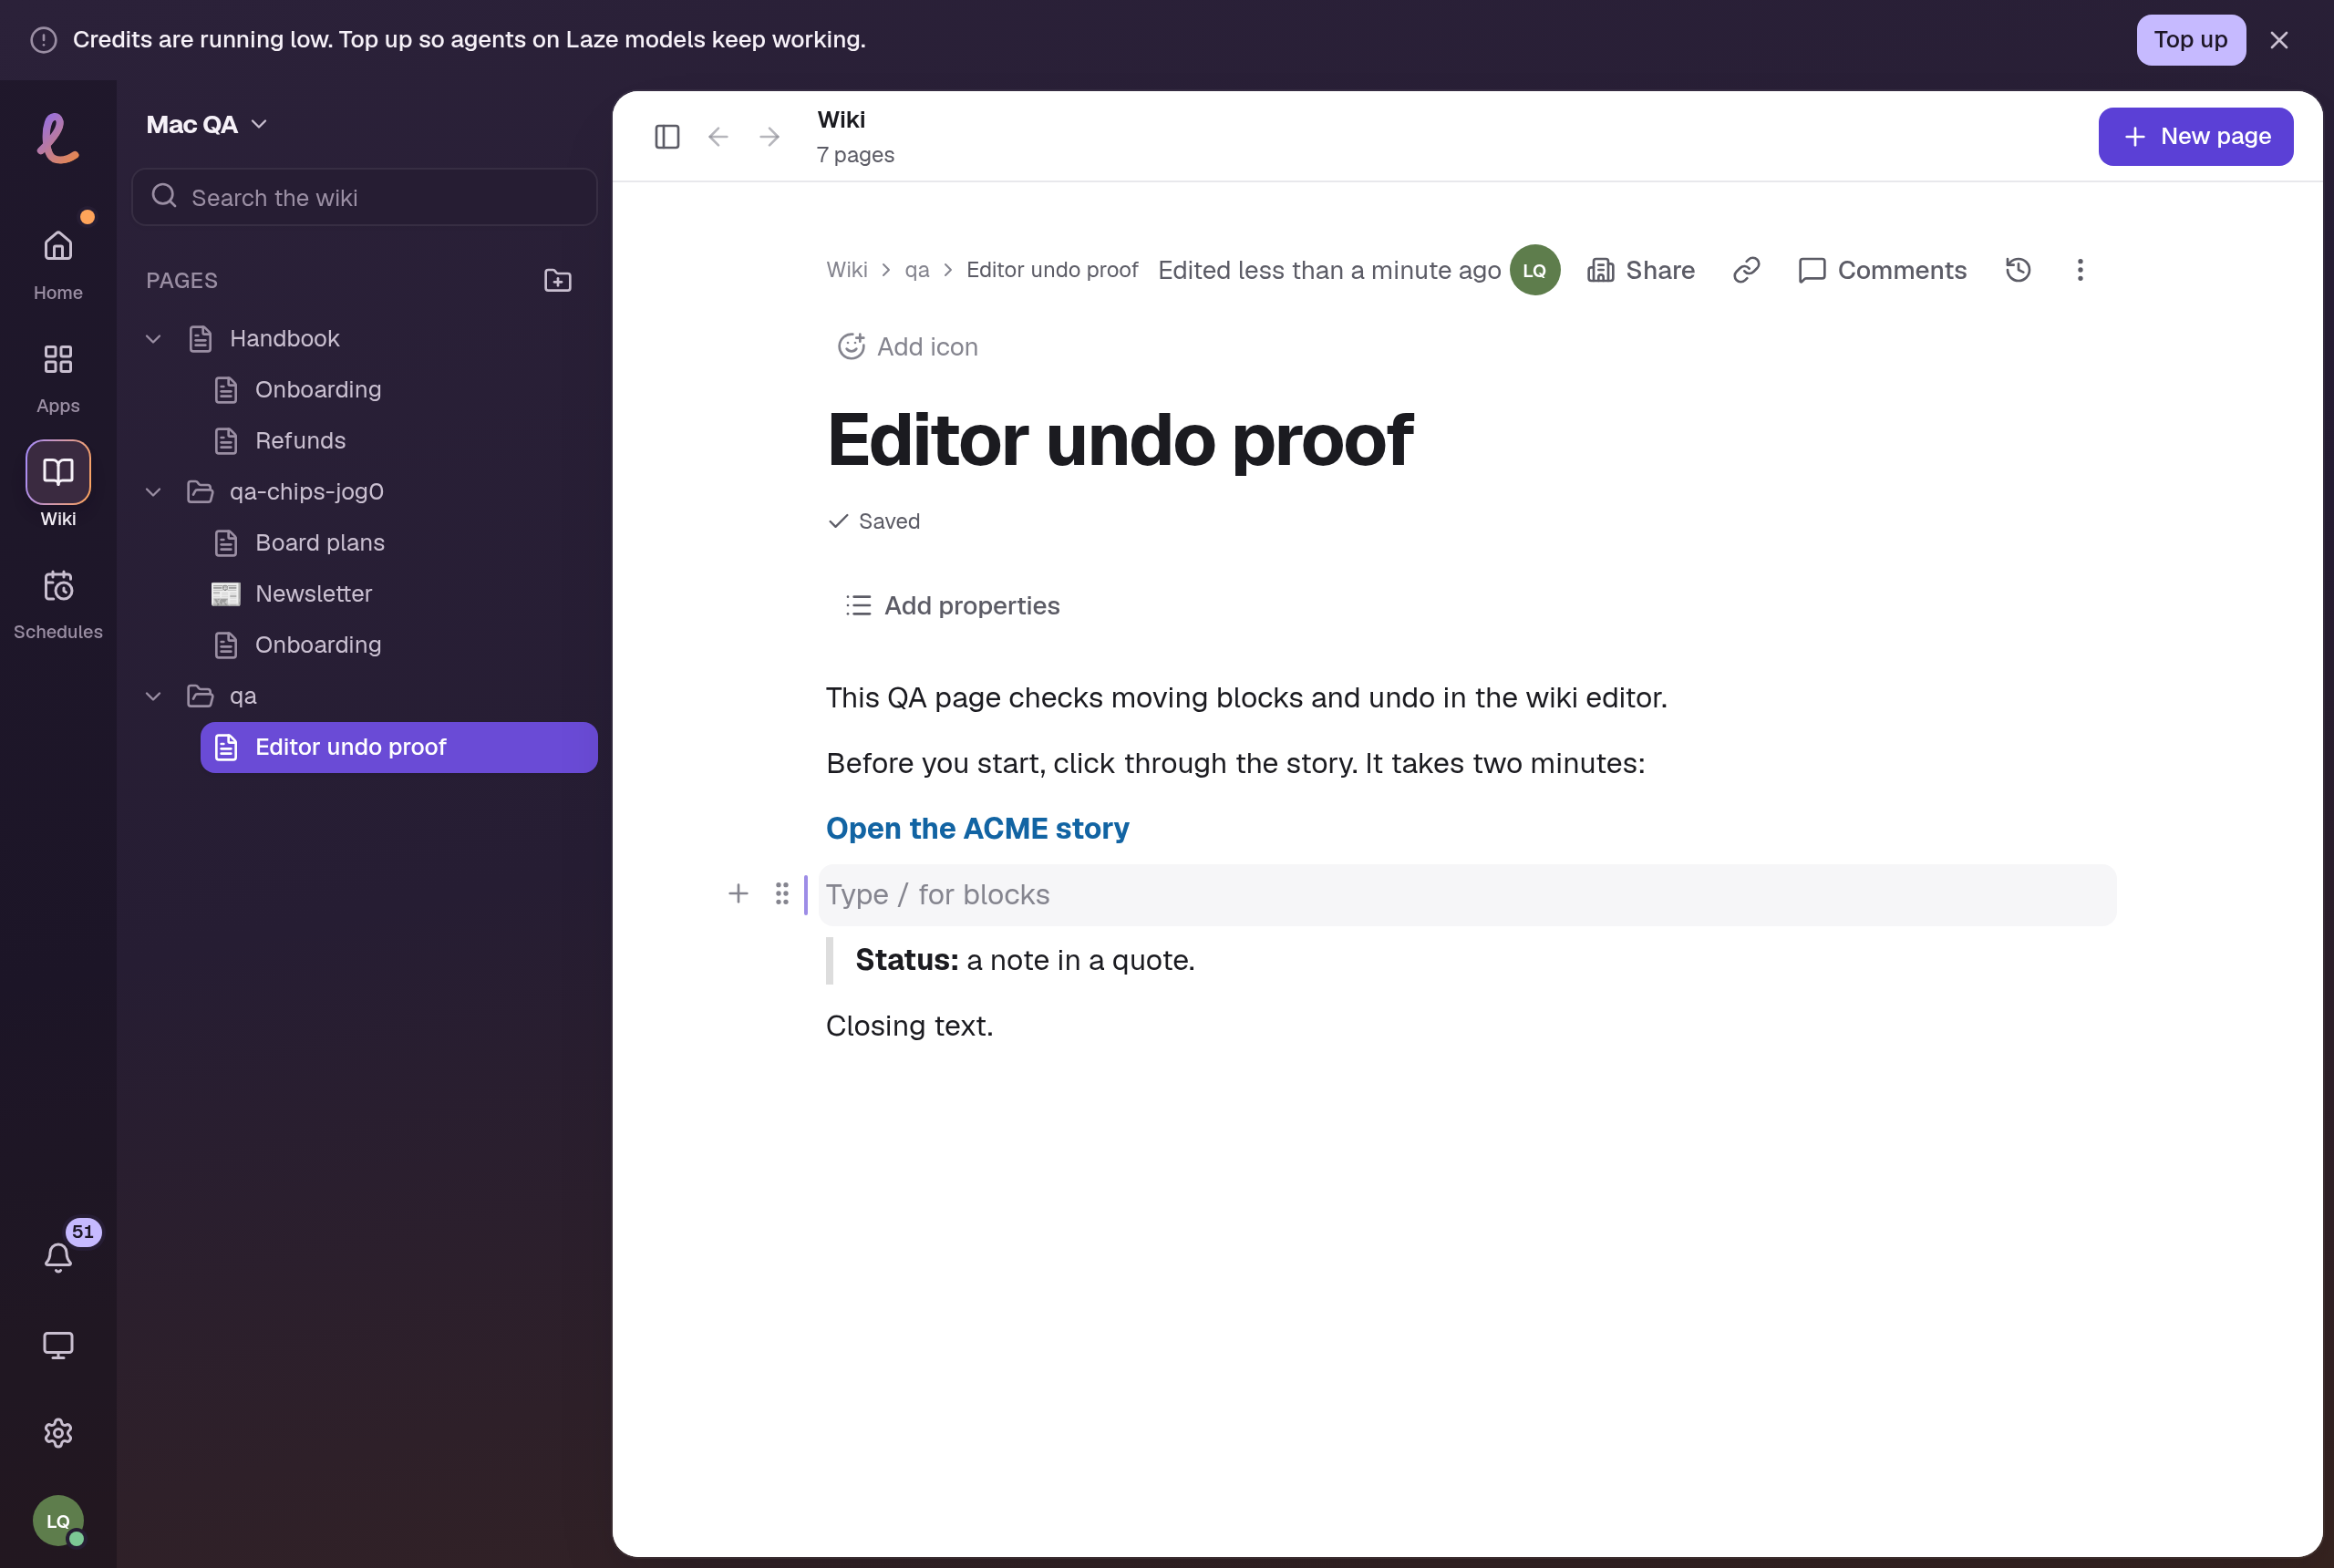 Credits are running low. Top up so agents on Laze models keep working.
Top up
Mac QA
Search the wiki
PAGES
Handbook
Onboarding
Refunds
qa-chips-jog0
Board plans
Newsletter
Onboarding
qa
Editor undo proof
Home
Apps
Wiki
Schedules
51
LQ
Wiki
7 pages
New page
Wiki > qa > Editor undo proof Edited less than a minute ago LQ Share Comments
Add icon
Editor undo proof
Saved
Add properties
This QA page checks moving blocks and undo in the wiki editor.
Before you start, click through the story. It takes two minutes:
Open the ACME story
Type / for blocks
Status: a note in a quote.
Closing text.